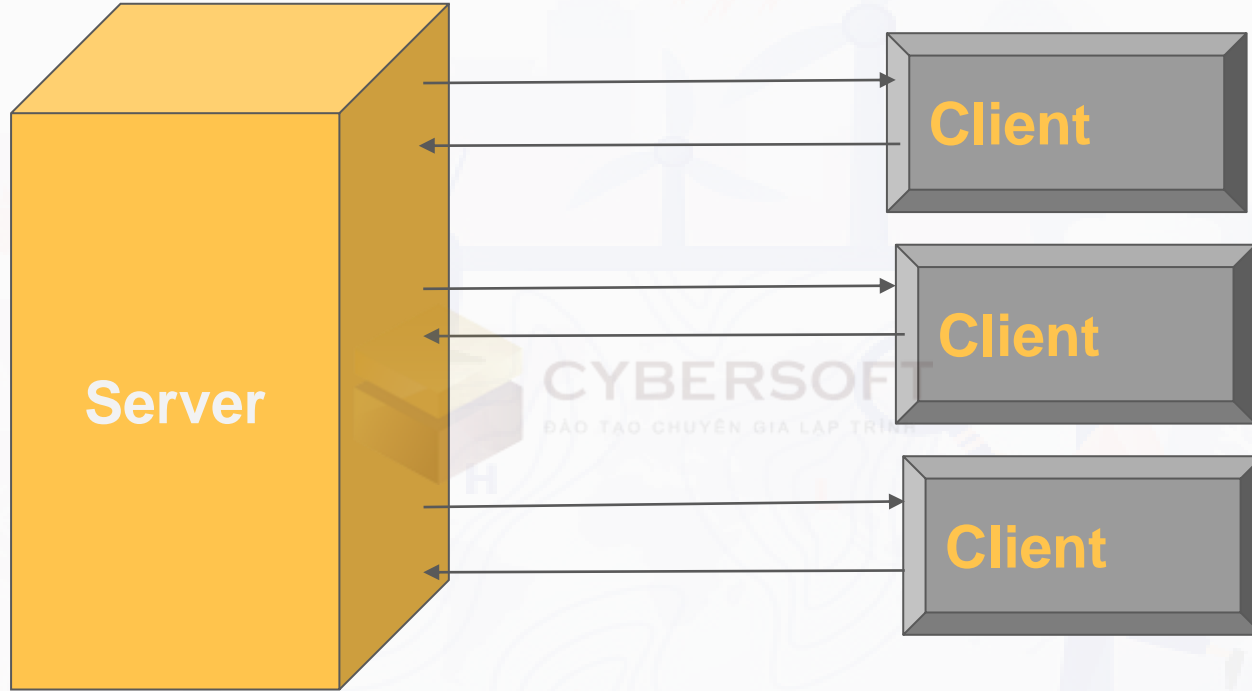 Client
Client
Server
CYBERSOFT
ĐÀO TẠO CHUYÊN GIA LẬP TRÌNH
H
Client